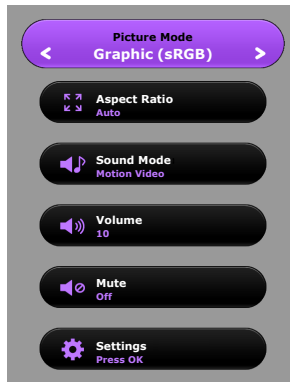 Picture Mode
Graphic (sRGB)
Aspect Ratio
Auto
Sound Mode
Motion Video
Volume
10
Mute
Off
Settings
Press OK